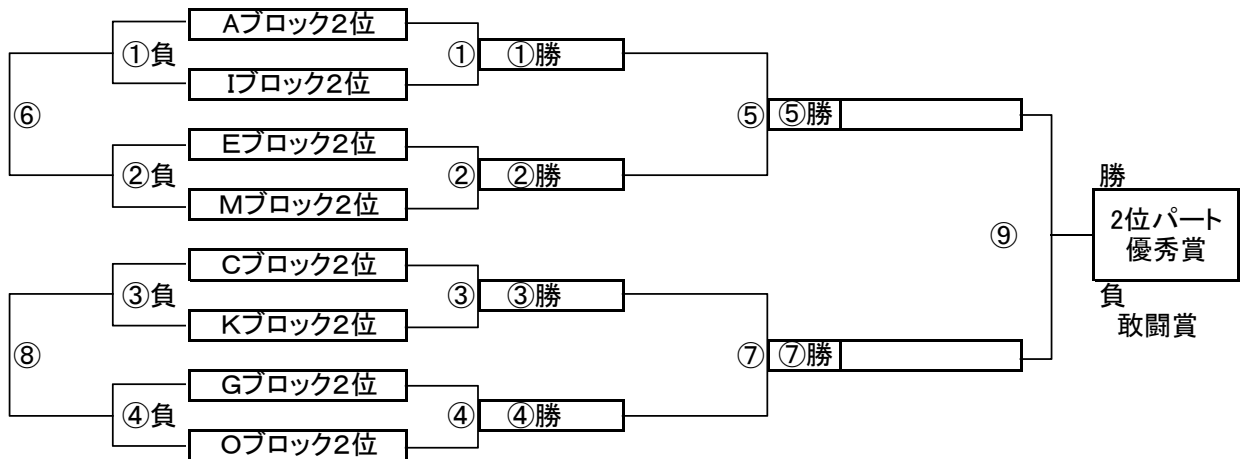 Aブロック2位
①負
①
①勝
Iブロック2位
⑥
⑤
⑤勝
Eブロック2位
②負
②
②勝
Mブロック2位
勝
2位パート
優秀賞
⑨
Cブロック2位
③負
③
③勝
負
敢闘賞
Kブロック2位
⑧
⑦
⑦勝
Gブロック2位
④負
④
④勝
Oブロック2位